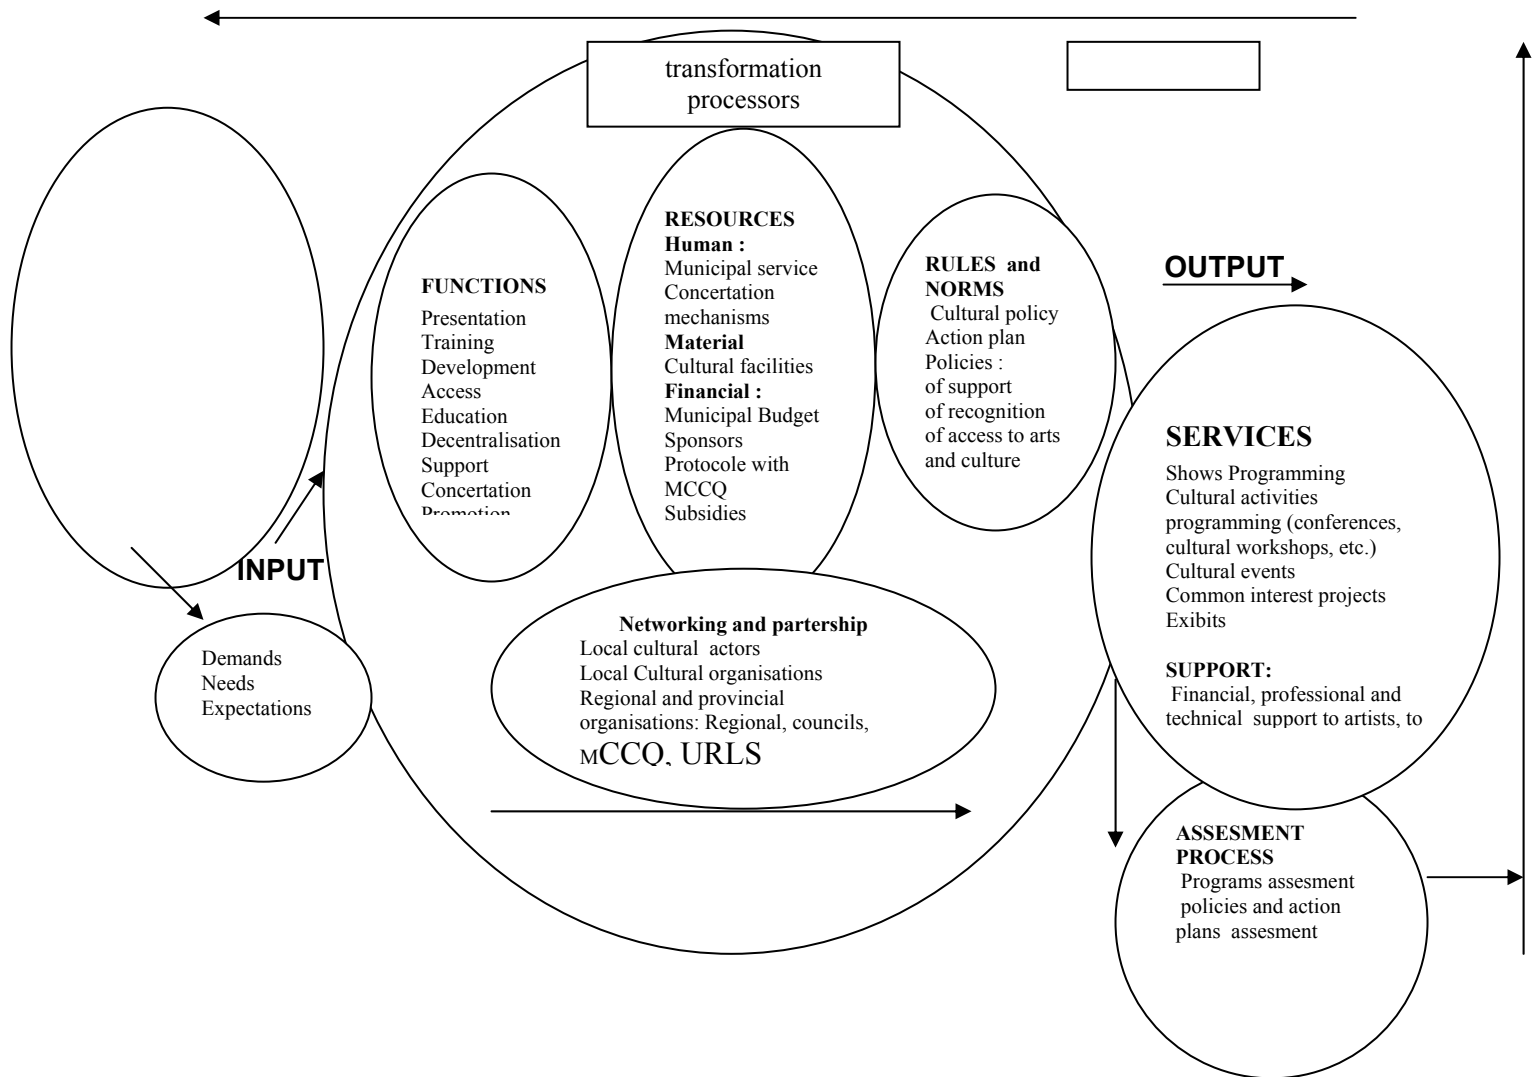 transformation
processors
FUNCTIONS
Presentation
Training
Development
Access
Education
Decentralisation
Support
Concertation
Promotion
RESOURCES
Human :
Municipal service
Concertation
mechanisms
Material
Cultural facilities
Financial :
Municipal Budget
Sponsors
Protocole with
MCCQ
Subsidies
RULES and
NORMS
Cultural policy
Action plan
Policies :
of support
of recognition
of access to arts
and culture
OUTPUT
SERVICES
Shows Programming
Cultural activities
programming (conferences,
cultural workshops, etc.)
Cultural events
Common interest projects
Exibits
SUPPORT:
Financial, professional and
technical support to artists, to
INPUT
Demands
Needs
Expectations
Networking and partership
Local cultural actors
Local Cultural organisations
Regional and provincial
organisations: Regional, councils,
MCCQ, URLS
ASSESMENT
PROCESS
Programs assesment
policies and action
plans assesment